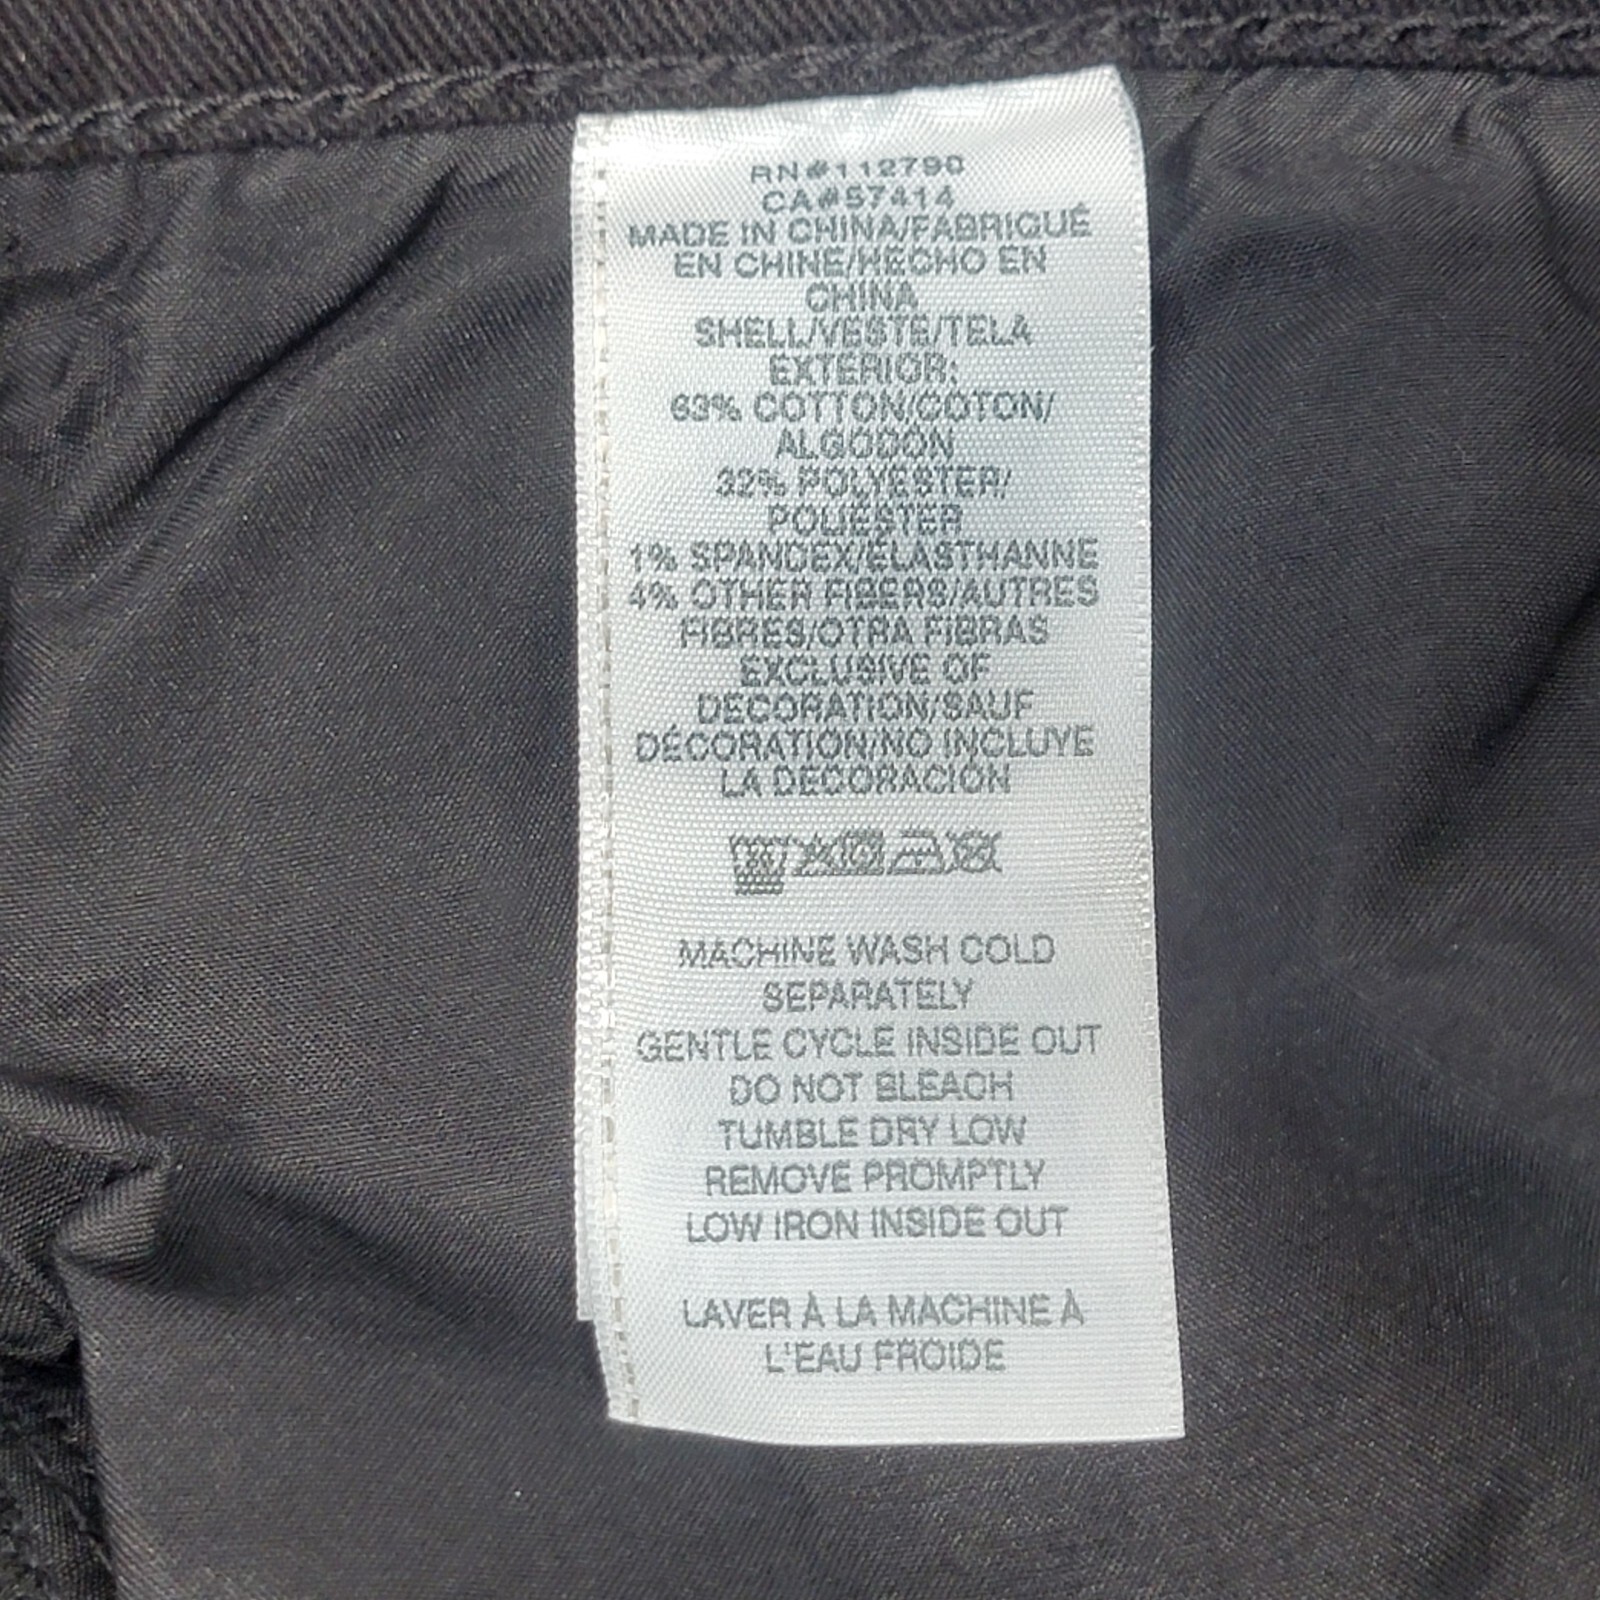 RN#112790
CA#57414
MADE IN CHINA/FABRIQUÉ
EN CHINE/HECHO EN
CHINA
SHELL/VESTE/TELA
EXTERIOR:
63% COTTON/COTON/
ALGODÓN
32% POLYESTER/
POLIESTER
1% SPANDEX/ÉLASTHANNE
4% OTHER FIBERS/AUTRES
FIBRES/OTRA FIBRAS
EXCLUSIVE OF
DECORATION/SAUF
DÉCORATION/NO INCLUYE
LA DECORACIÓN
MACHINE WASH COLD
SEPARATELY
GENTLE CYCLE INSIDE OUT
DO NOT BLEACH
TUMBLE DRY LOW
REMOVE PROMPTLY
LOW IRON INSIDE OUT
LAVER À LA MACHINE À
L'EAU FROIDE